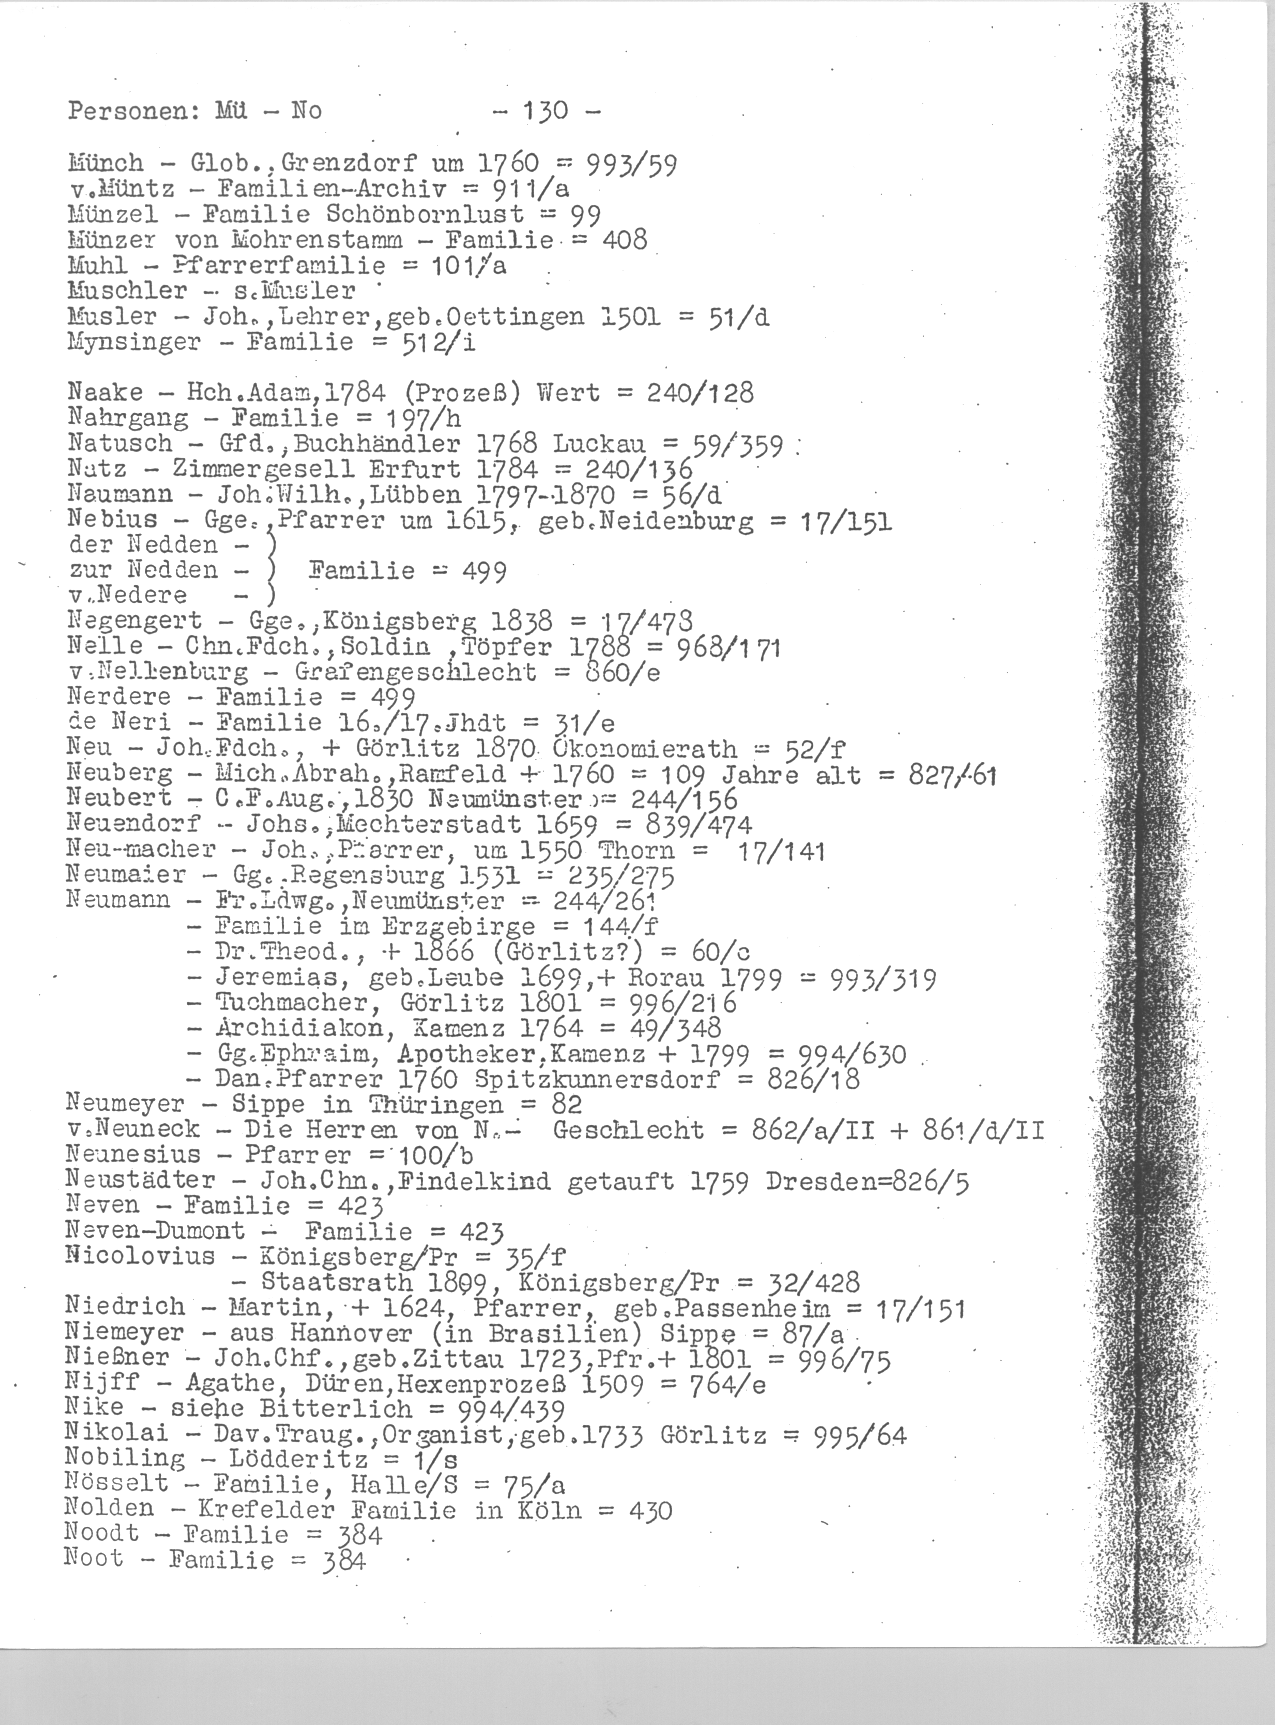 Personen: Mü - No - 130 -
Münch - Glob., Grenzdorf um 1760 = 993/59
v.Müntz - Familien-Archiv = 911/a
Münzel - Familie Schönbornlust = 99
Münzer von Mohrenstamm - Familie = 408
Muhl - Pfarrerfamilie = 101/a
Muschler - s.Musler
Musler - Joh.,Lehrer,geb.Oettingen 1501 = 51/d
Mynsinger - Familie = 512/i
Naake - Hch.Adam,1784 (Prozeß) Wert = 240/128
Nahrgang - Familie = 197/h
Natusch - Gfd.,Buchhändler 1768 Luckau = 59/359
Natz - Zimmergesell Erfurt 1784 = 240/136
Naumann - Joh.Wilh.,Lübben 1797-1870 = 56/d
Nebius - Gge.,Pfarrer um 1615, geb.Neidenburg = 17/151
der Nedden - )
zur Nedden - ) Familie = 499
v.Nedere - )
Negengert - Gge.,Königsberg 1838 = 17/473
Nelle - Chn.Fdch.,Soldin ,Töpfer 1788 = 968/171
v.Nellenburg - Grafengeschlecht = 860/e
Nerdere - Familie = 499
de Neri - Familie 16./17.Jhdt = 31/e
Neu - Joh.Fdch., + Görlitz 1870 Ökonomierath = 52/f
Neuberg - Mich.Abrah.,Ramfeld + 1760 = 109 Jahre alt = 827/61
Neubert - C.F.Aug.,1830 Neumünster = 244/156
Neuendorf - Johs.,Mechterstadt 1659 = 839/474
Neu-macher - Joh.,Pfarrer, um 1550 Thorn = 17/141
Neumaier - Gg.,Regensburg 1531 = 235/275
Neumann - Fr.Ldwg.,Neumünster = 244/261
- Familie im Erzgebirge = 144/f
- Dr.Theod., + 1866 (Görlitz?) = 60/c
- Jeremias, geb.Leube 1699,+ Rorau 1799 = 993/319
- Tuchmacher, Görlitz 1801 = 996/216
- Archidiakon, Kamenz 1764 = 49/348
- Gg.Ephraim, Apotheker,Kamenz + 1799 = 994/630
- Dan.Pfarrer 1760 Spitzkunnersdorf = 826/18
Neumeyer - Sippe in Thüringen = 82
v.Neuneck - Die Herren von N.- Geschlecht = 862/a/II + 861/d/II
Neunesius - Pfarrer = 100/b
Neustädter - Joh.Chn.,Findelkind getauft 1759 Dresden=826/5
Neven - Familie = 423
Neven-Dumont - Familie = 423
Nicolovius - Königsberg/Pr = 35/f
- Staatsrath 1809, Königsberg/Pr = 32/428
Niedrich - Martin, + 1624, Pfarrer, geb.Passenheim = 17/151
Niemeyer - aus Hannover (in Brasilien) Sippe = 87/a
Nießner - Joh.Chf.,geb.Zittau 1723,Pfr.+ 1801 = 996/75
Nijff - Agathe, Düren,Hexenprozeß 1509 = 764/e
Nike - siehe Bitterlich = 994/439
Nikolai - Dav.Traug.,Organist,geb.1733 Görlitz = 995/64
Nobiling - Lödderitz = 1/s
Nösselt - Familie, Halle/S = 75/a
Nolden - Krefelder Familie in Köln = 430
Noodt - Familie = 384
Noot - Familie = 384